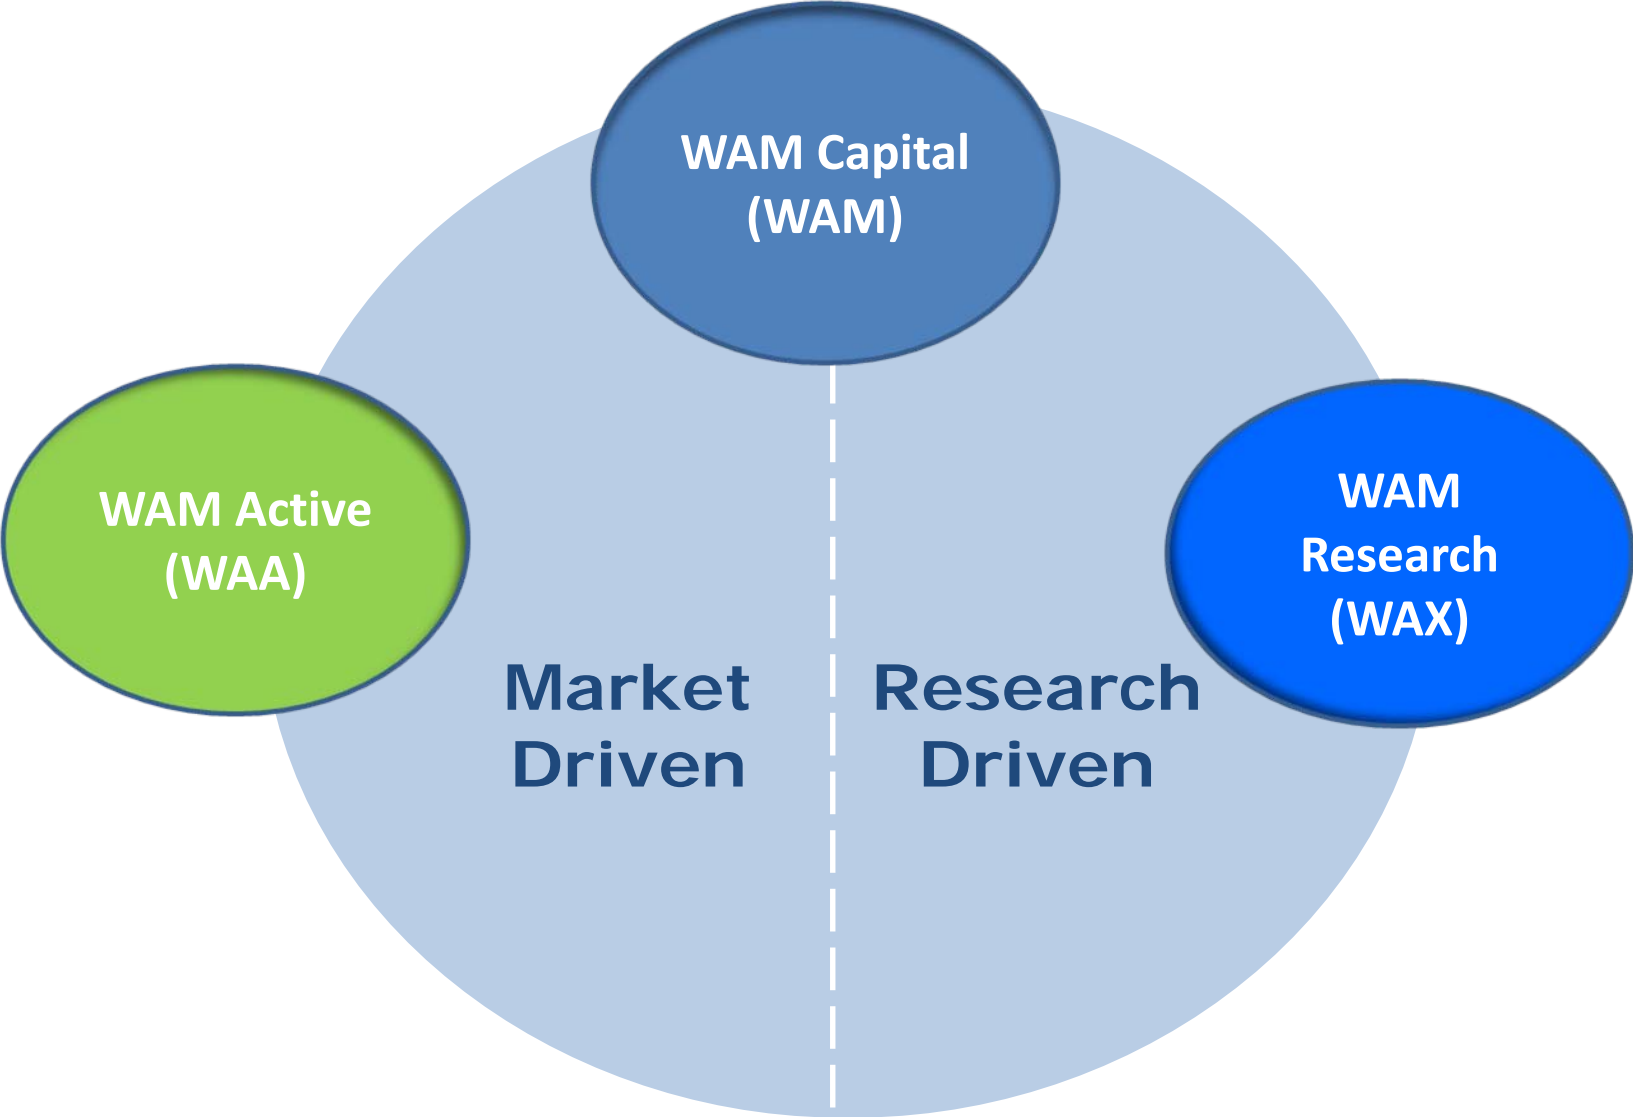 WAM Capital
(WAM)
WAM Active
(WAA)
WAM
Research
(WAX)
Market
Driven
Research
Driven